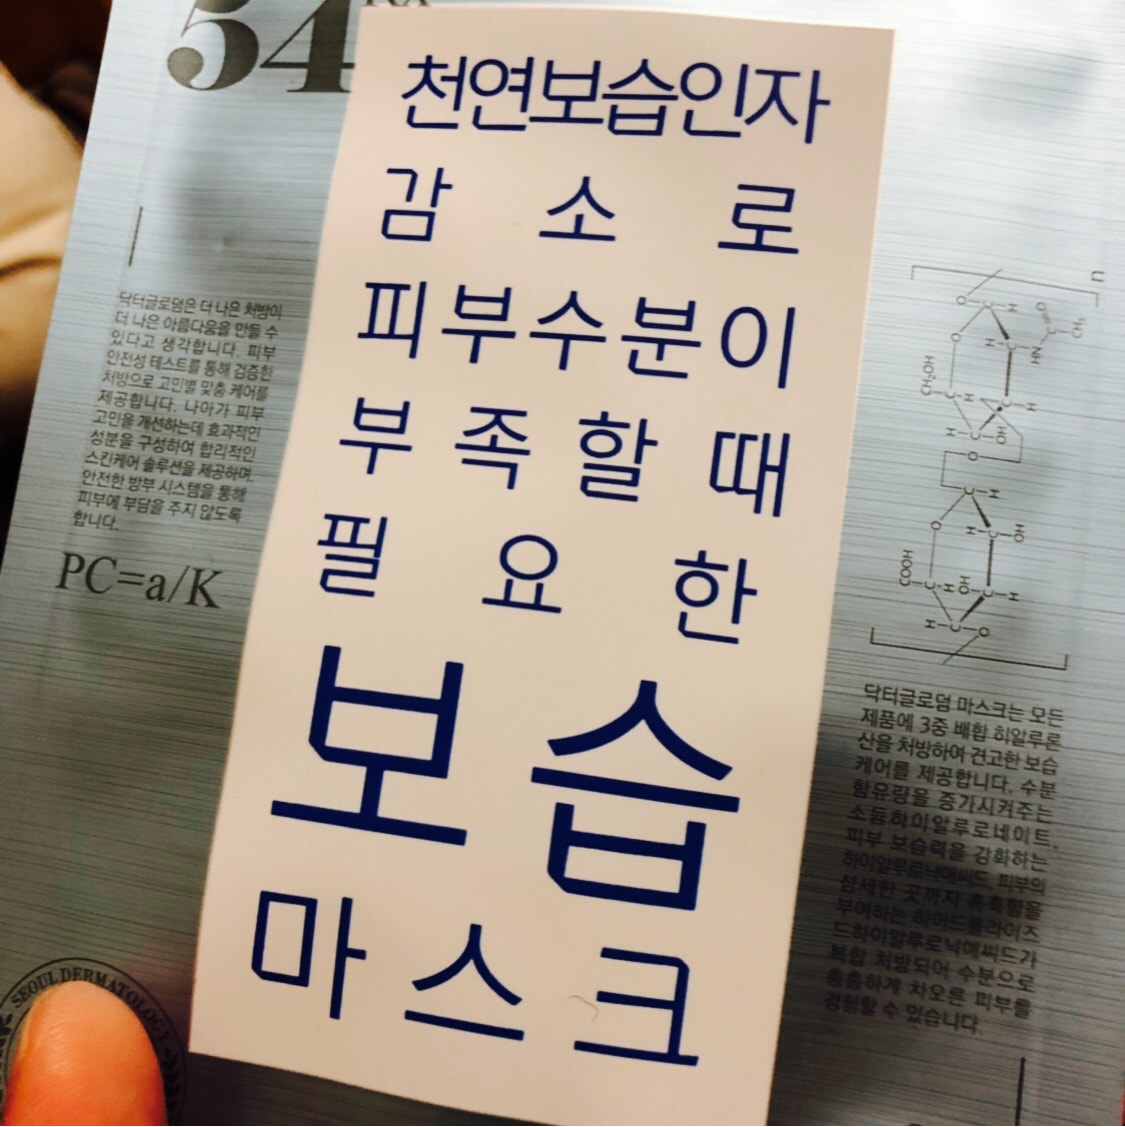 54
천연보습인자
감소로
피부수분이
부족할때
필요한
보습
마스크
닥터글로덤은 더 나은 처방이
더 나은 아름다움을 만들 수
있다고 생각합니다. 피부
안전성 테스트를 통해 검증한
처방으로 고민별 맞춤 케어를
제공합니다. 나아가 피부
고민을 개선하는데 효과적인
성분을 구성하여 합리적인
스킨케어 솔루션을 제공하며,
안전한 방부 시스템을 통해
피부에 부담을 주지 않도록
합니다.
PC=a/K
SEOUL DERMATOLOGY
닥터글로덤 마스크는 모든
제품에 3중 배합 히알루론
산을 처방하여 견고한 보습
케어를 제공합니다. 수분
함유량을 증가시켜주는
소듐하이알루로네이트,
피부 보습력을 강화하는
하이알루로닉애씨드, 피부의
섬세한 곳까지 촉촉함을
부여하는 하이드롤라이즈
드하이알루로닉애씨드가
복합 처방되어 수분으로
촘촘하게 차오른 피부를
경험할 수 있습니다.